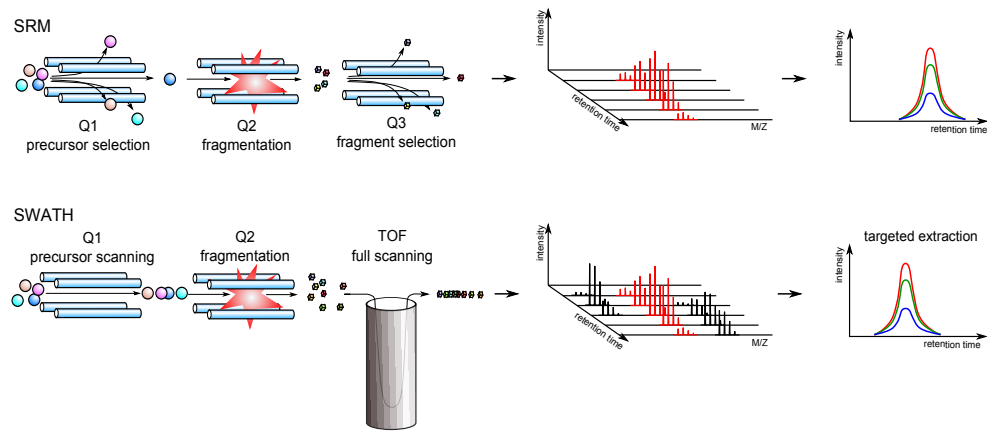 SRM
Q1
precursor selection
Q2
fragmentation
Q3
fragment selection
intensity
retention time
M/Z
intensity
retention time
SWATH
Q1
precursor scanning
Q2
fragmentation
TOF
full scanning
intensity
retention time
M/Z
targeted extraction
intensity
retention time